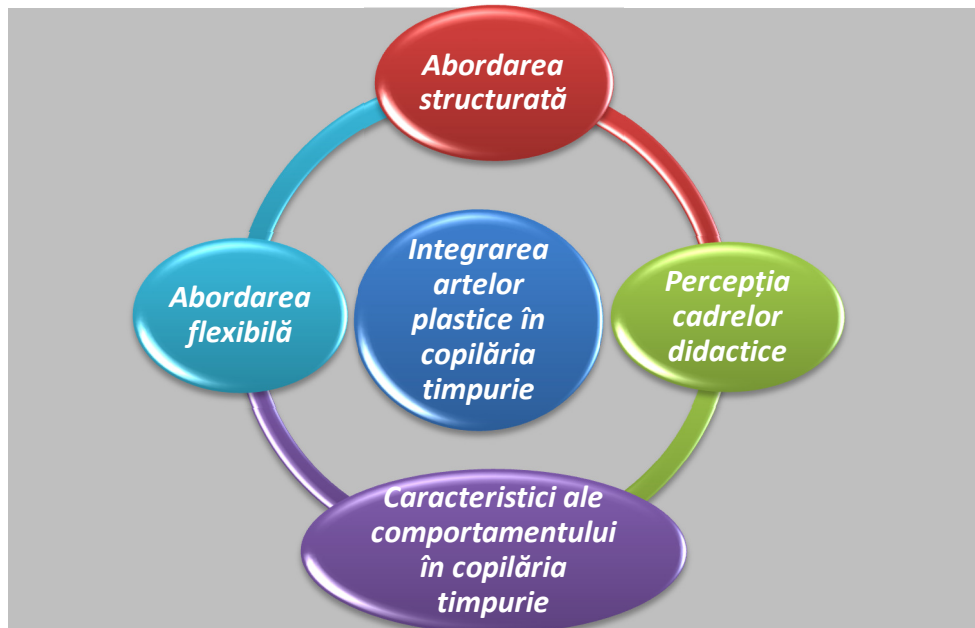 Abordarea
structurată
Integrarea
artelor
plastice în
copilăria
timpurie
Percepția
cadrelor
didactice
Abordarea
flexibilă
Caracteristici ale
comportamentului
în copilăria
timpurie